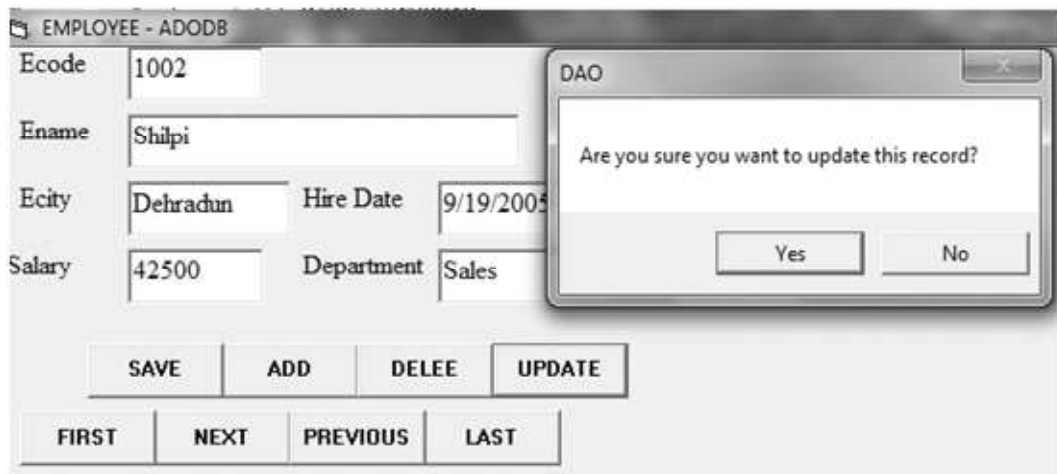 EMPLOYEE - ADODB
Ecode 1002
Ename Shilpi
Ecity Dehradun Hire Date 9/19/2005
Salary 42500 Department Sales
DAO
Are you sure you want to update this record?
Yes No
SAVE ADD DELEE UPDATE
FIRST NEXT PREVIOUS LAST